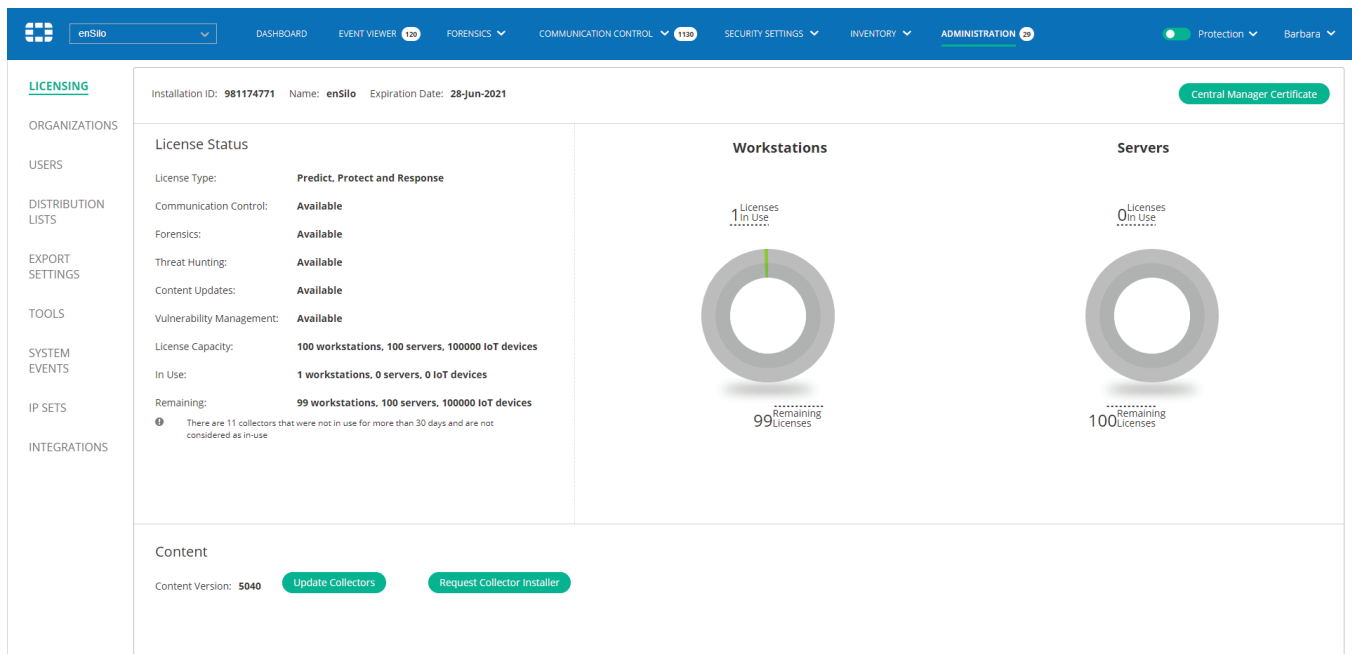 enSilo
DASHBOARD
EVENT VIEWER 120
FORENSICS
COMMUNICATION CONTROL 1130
SECURITY SETTINGS
INVENTORY
ADMINISTRATION 29
Protection
Barbara
LICENSING
ORGANIZATIONS
USERS
DISTRIBUTION
LISTS
EXPORT
SETTINGS
TOOLS
SYSTEM
EVENTS
IP SETS
INTEGRATIONS
Installation ID: 981174771 Name: enSilo Expiration Date: 28-Jun-2021
Central Manager Certificate
License Status
License Type: Predict, Protect and Response
Communication Control: Available
Forensics: Available
Threat Hunting: Available
Content Updates: Available
Vulnerability Management: Available
License Capacity: 100 workstations, 100 servers, 100000 IoT devices
In Use: 1 workstations, 0 servers, 0 IoT devices
Remaining: 99 workstations, 100 servers, 100000 IoT devices
There are 11 collectors that were not in use for more than 30 days and are not
considered as in-use
Workstations
1 Licenses
In Use
99 Remaining
Licenses
Servers
0 Licenses
In Use
100 Remaining
Licenses
Content
Content Version: 5040
Update Collectors
Request Collector Installer